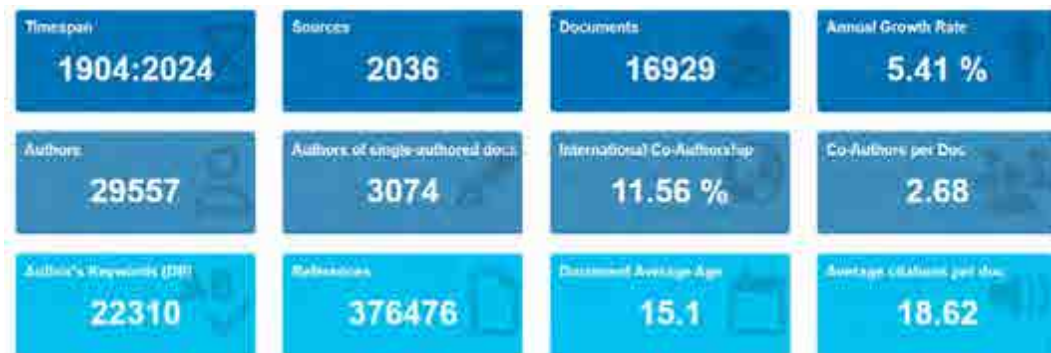 Timespan
1904:2024
Sources
2036
Documents
16929
Annual Growth Rate
5.41 %
Authors
29557
Authors of single-authored docs
3074
International Co-Authorship
11.56 %
Co-Authors per Doc
2.68
Author's Keywords (DE)
22310
References
376476
Document Average Age
15.1
Average citations per doc
18.62